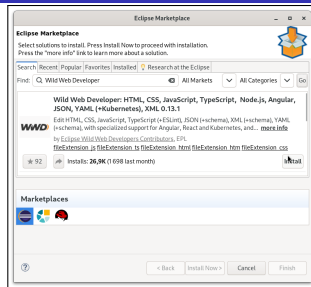 Eclipse Marketplace
Eclipse Marketplace
Select solutions to install. Press Install Now to proceed with installation.
Press the "more info" link to learn more about a solution.
Search Recent Popular Favorites Installed Research at the Eclipse
Find: Wild Web Developer All Markets All Categories Go
Wild Web Developer: HTML, CSS, JavaScript, TypeScript, Node.js, Angular,
JSON, YAML (+Kubernetes), XML 0.13.1
Edit HTML, CSS, JavaScript, TypeScript (+ESLint), JSON (+schema), XML (+schema), YAML
(+schema), with specialized support for Angular, React and Kubernetes, and... more info
WWD
by Eclipse Wild Web Developers Contributors, EPL
fileExtension_js fileExtension_ts fileExtension_html fileExtension_htm fileExtension_css
92 Installs: 26,9K (1 698 last month) Install
Marketplaces
? < Back Install Now > Cancel Finish